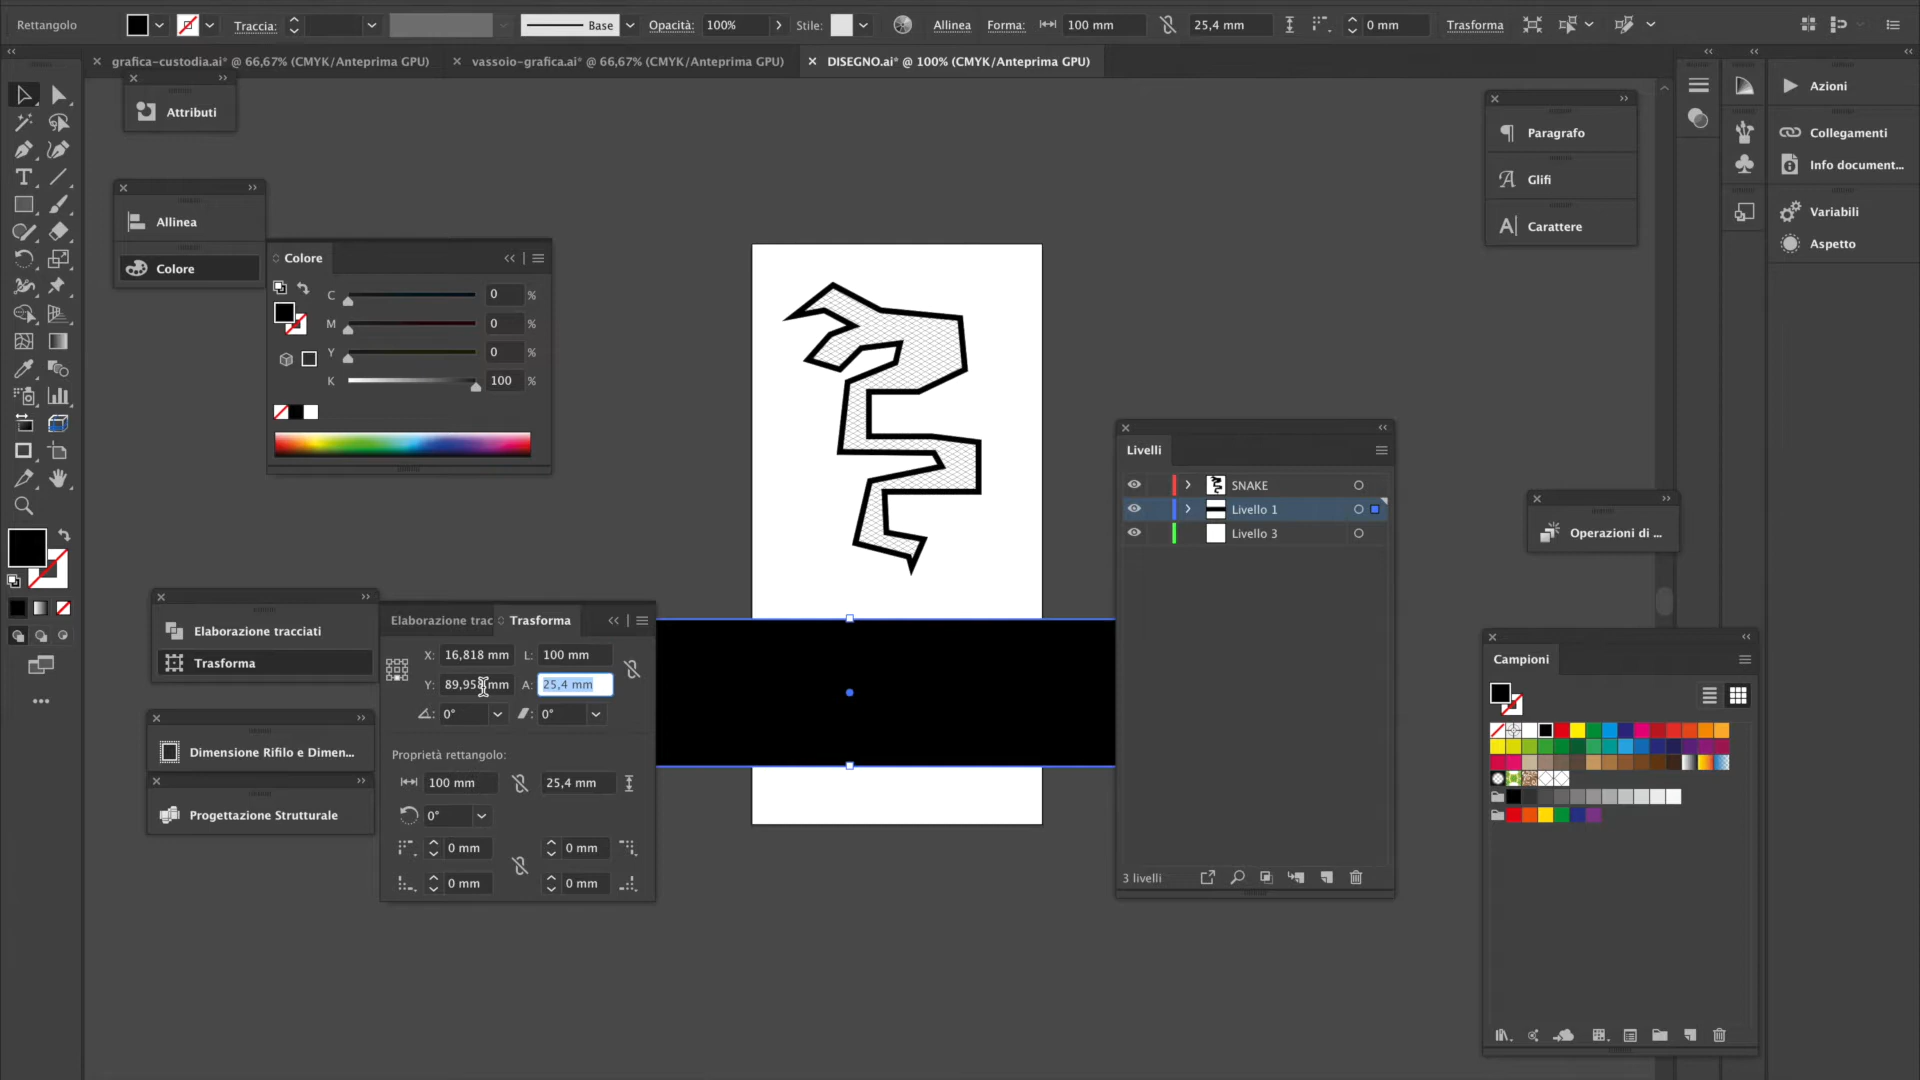 Rettangolo
Traccia:
Base
Opacità: 100%
Stile:
Allinea
Forma: 100 mm 25,4 mm 0 mm
Trasforma
grafica-custodia.ai* @ 66,67% (CMYK/Anteprima GPU)
vassoio-grafica.ai* @ 66,67% (CMYK/Anteprima GPU)
DISEGNO.ai* @ 100% (CMYK/Anteprima GPU)
Attributi
Allinea
Colore
Colore
C 0 %
M 0 %
Y 0 %
K 100 %
Elaborazione tracciati
Trasforma
Dimensione Rifilo e Dimen...
Progettazione Strutturale
Elaborazione trac Trasforma
X: 16,818 mm L: 100 mm
Y: 89,958 mm A: 25,4 mm
0° 0°
Proprietà rettangolo:
100 mm 25,4 mm
0°
0 mm 0 mm
0 mm 0 mm
Livelli
SNAKE
Livello 1
Livello 3
3 livelli
Paragrafo
Glifi
Carattere
Azioni
Collegamenti
Info document...
Variabili
Aspetto
Operazioni di ...
Campioni